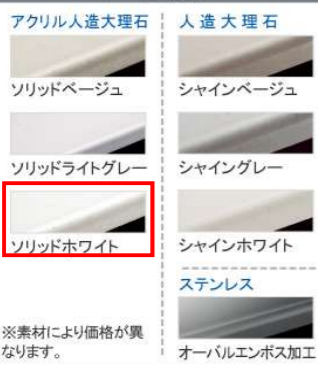 アクリル人造大理石
ソリッドベージュ
ソリッドライトグレー
ソリッドホワイト
※素材により価格が異
なります。
人造大理石
シャインベージュ
シャイングレー
シャインホワイト
ステンレス
オーバルエンボス加工